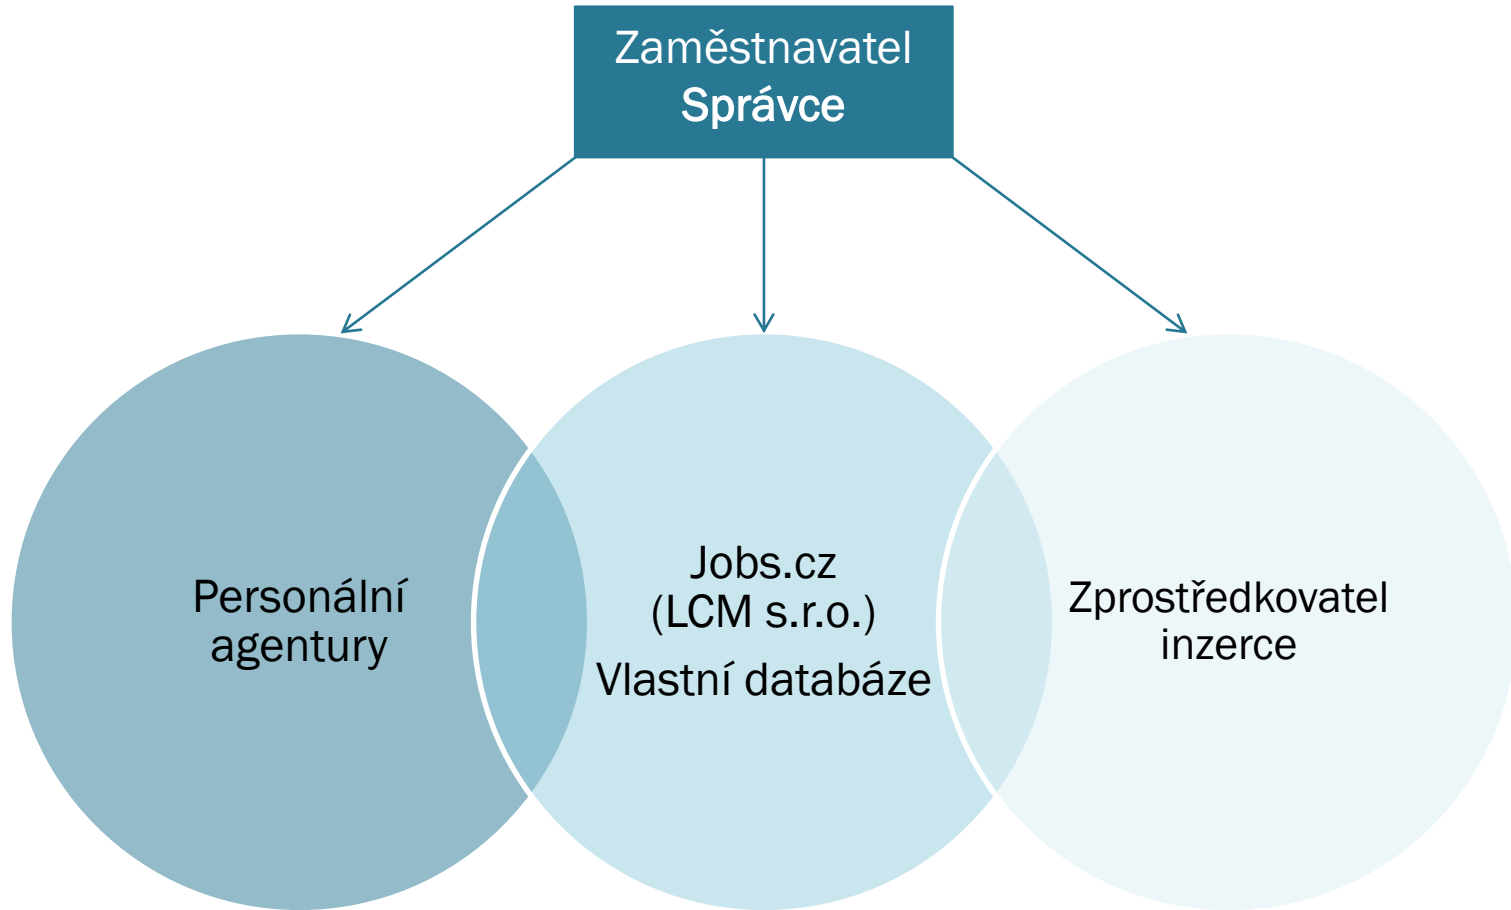 Zaměstnavatel
Správce
Personální
agentury
Jobs.cz
(LCM s.r.o.)
Vlastní databáze
Zprostředkovatel
inzerce